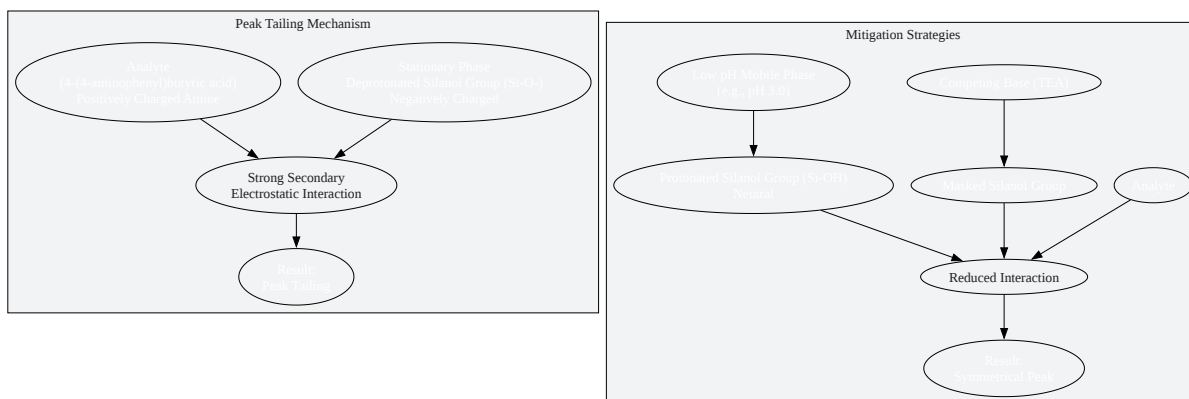 Peak Tailing Mechanism
Analyte
(4-(4-aminophenyl)butyric acid)
Positively Charged Amine
Stationary Phase
Deprotonated Silanol Group (Si-O-)
Negatively Charged
Strong Secondary
Electrostatic Interaction
Result:
Peak Tailing
Mitigation Strategies
Low pH Mobile Phase
(e.g., pH 3.0)
Competing Base (TEA)
Protonated Silanol Group (Si-OH)
Neutral
Masked Silanol Group
Analyte
Reduced Interaction
Result:
Symmetrical Peak